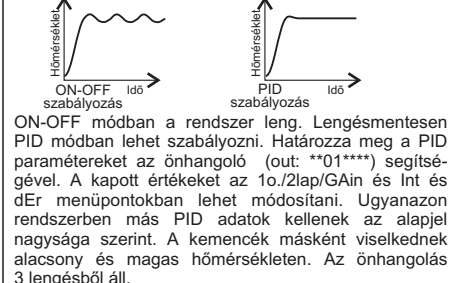 Hőmérséklet
Hőmérséklet
ON-OFF Idő
szabályozás
PID Idő
szabályozás
ON-OFF módban a rendszer leng. Lengésmentesen
PID módban lehet szabályozni. Határozza meg a PID
paramétereket az önhangoló (out: **01****) segítsé-
gével. A kapott értékeket az 1o./2lap/GAin és Int és
dEr menüpontokban lehet módosítani. Ugyanazon
rendszerben más PID adatok kellenek az alapjel
nagysága szerint. A kemencék másként viselkednek
alacsony és magas hőmérsékleten. Az önhangolás
3 lengésből áll.